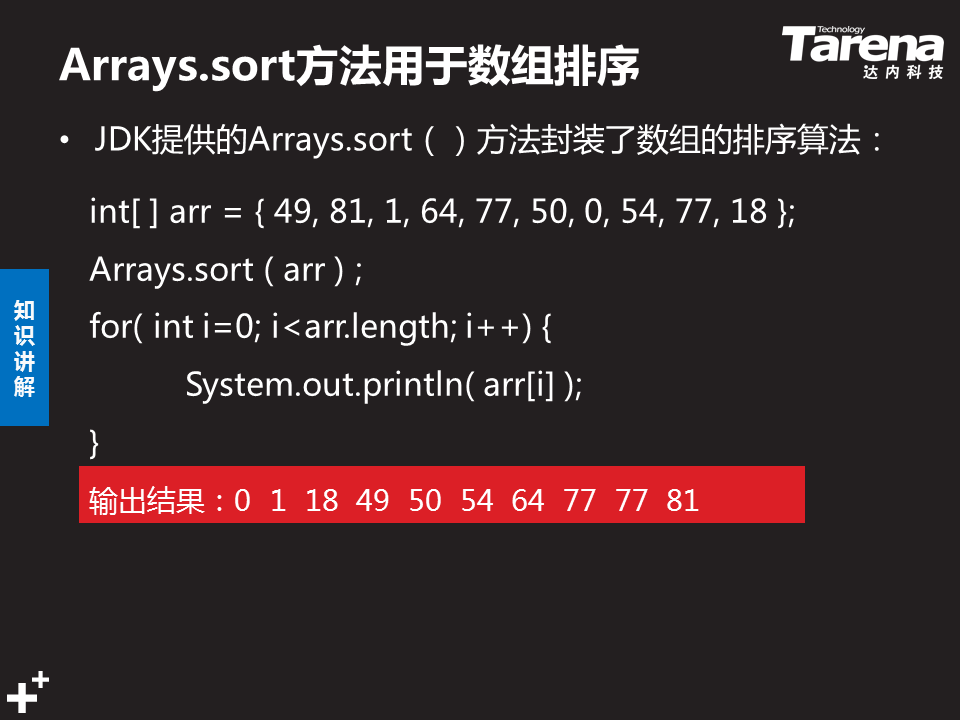 Arrays.sort方法用于数组排序
Technology
Tarena
达内科技
• JDK提供的Arrays.sort（ ）方法封装了数组的排序算法：
int[ ] arr = { 49, 81, 1, 64, 77, 50, 0, 54, 77, 18 };
Arrays.sort ( arr ) ;
for( int i=0; i<arr.length; i++) {
System.out.println( arr[i] );
}
知识讲解
输出结果：0 1 18 49 50 54 64 77 77 81